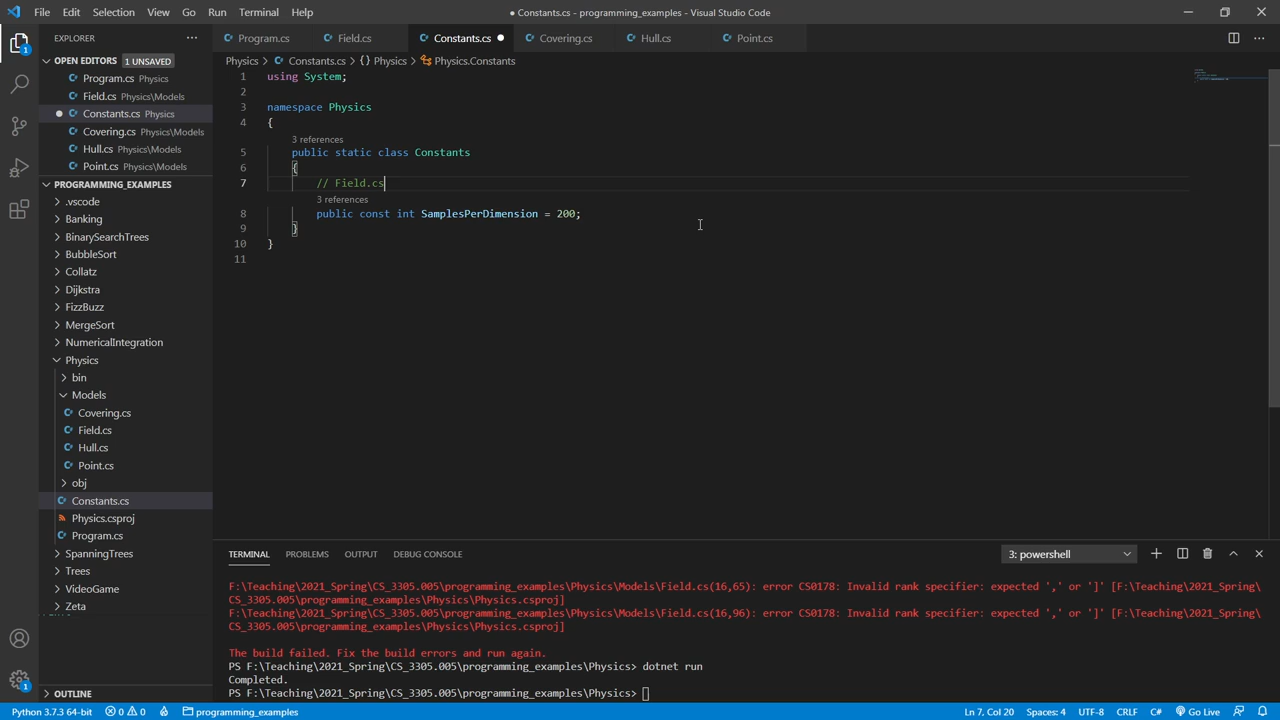 File Edit Selection View Go Run Terminal Help
● Constants.cs - programming_examples - Visual Studio Code
EXPLORER
OPEN EDITORS 1 UNSAVED
Program.cs Physics
Field.cs Physics\Models
Constants.cs Physics
Covering.cs Physics\Models
Hull.cs Physics\Models
Point.cs Physics\Models
PROGRAMMING_EXAMPLES
.vscode
Banking
BinarySearchTrees
BubbleSort
Collatz
Dijkstra
FizzBuzz
MergeSort
NumericalIntegration
Physics
bin
Models
Covering.cs
Field.cs
Hull.cs
Point.cs
obj
Constants.cs
Physics.csproj
Program.cs
SpanningTrees
Trees
VideoGame
Zeta
OUTLINE
Program.cs Field.cs Constants.cs Covering.cs Hull.cs Point.cs
Physics > Constants.cs > {} Physics > Physics.Constants
1 using System;
2
3 namespace Physics
4 {
3 references
5 public static class Constants
6 {
7 // Field.cs
3 references
8 public const int SamplesPerDimension = 200;
9 }
10 }
11
TERMINAL PROBLEMS OUTPUT DEBUG CONSOLE
3: powershell
F:\Teaching\2021_Spring\CS_3305.005\programming_examples\Physics\Models\Field.cs(16,65): error CS0178: Invalid rank specifier: expected ',' or ']' [F:\Teaching\2021_Spring\
CS_3305.005\programming_examples\Physics\Physics.csproj]
F:\Teaching\2021_Spring\CS_3305.005\programming_examples\Physics\Models\Field.cs(16,96): error CS0178: Invalid rank specifier: expected ',' or ']' [F:\Teaching\2021_Spring\
CS_3305.005\programming_examples\Physics\Physics.csproj]
The build failed. Fix the build errors and run again.
PS F:\Teaching\2021_Spring\CS_3305.005\programming_examples\Physics> dotnet run
Completed.
PS F:\Teaching\2021_Spring\CS_3305.005\programming_examples\Physics>
1
1
Python 3.7.3 64-bit 0 0 programming_examples
Ln 7, Col 20 Spaces: 4 UTF-8 CRLF C# Go Live